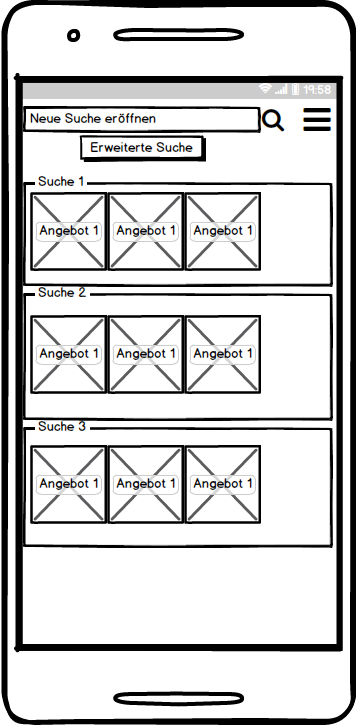 19:58
Neue Suche eröffnen
Erweiterte Suche
Suche 1
Angebot 1 Angebot 1 Angebot 1
Suche 2
Angebot 1 Angebot 1 Angebot 1
Suche 3
Angebot 1 Angebot 1 Angebot 1